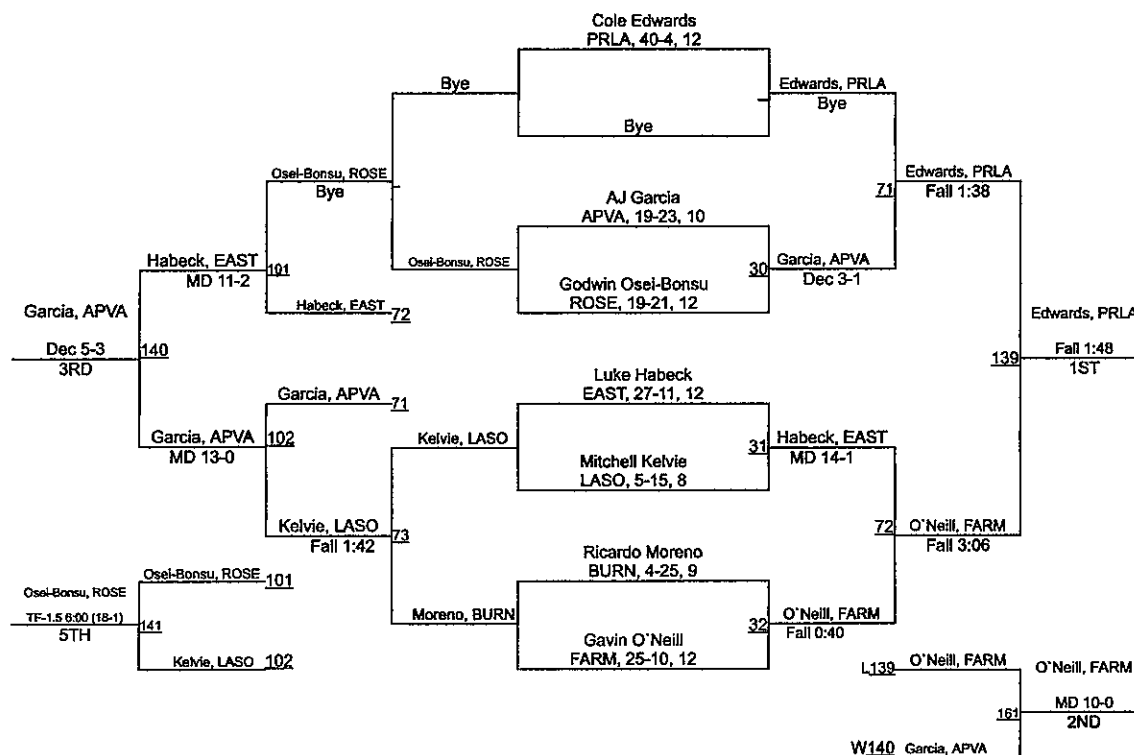 Cole Edwards
PRLA, 40-4, 12
Bye
Edwards, PRLA
Bye
Bye
Osei-Bonsu, ROSE
Bye
AJ Garcia
APVA, 19-23, 10
71
Edwards, PRLA
Fall 1:38
Habeck, EAST
MD 11-2
101
Osei-Bonsu, ROSE
30
Garcia, APVA
Dec 3-1
Godwin Osei-Bonsu
ROSE, 19-21, 12
Habeck, EAST
72
Garcia, APVA
Dec 5-3
3RD
140
Edwards, PRLA
Fall 1:48
1ST
139
Luke Habeck
EAST, 27-11, 12
Garcia, APVA
71
Garcia, APVA
MD 13-0
102
Kelvie, LASO
31
Habeck, EAST
MD 14-1
Mitchell Kelvie
LASO, 5-15, 8
Kelvie, LASO
Fall 1:42
73
72
O`Neill, FARM
Fall 3:06
Ricardo Moreno
BURN, 4-25, 9
Osei-Bonsu, ROSE
101
Osei-Bonsu, ROSE
TF-1.5 6:00 (18-1)
5TH
141
Moreno, BURN
32
O`Neill, FARM
Fall 0:40
Gavin O`Neill
FARM, 25-10, 12
Kelvie, LASO
102
L139
O`Neill, FARM
O`Neill, FARM
MD 10-0
2ND
161
W140
Garcia, APVA